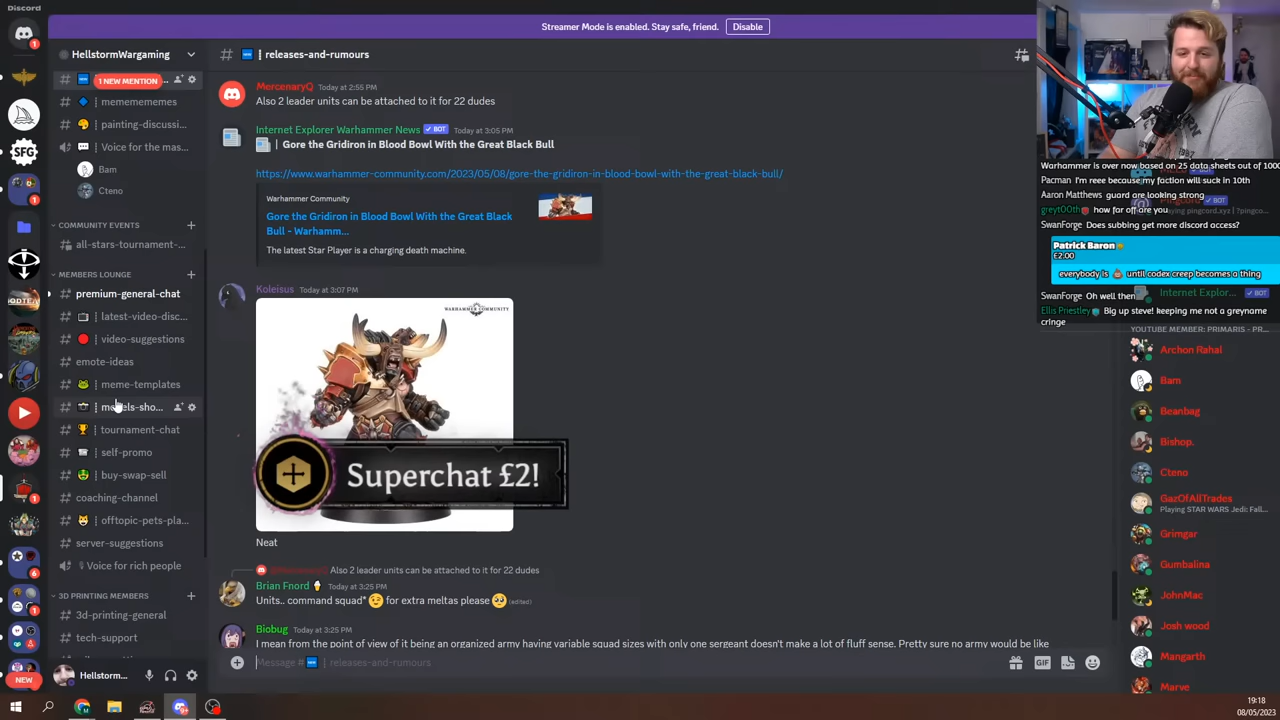 Discord
Streamer Mode is enabled. Stay safe, friend.
Disable
HellstormWargaming
1 NEW MENTION
memememes
painting-discussi...
Voice for the mas...
Bam
Cteno
COMMUNITY EVENTS
all-stars-tournament-...
MEMBERS LOUNGE
premium-general-chat
latest-video-disc...
video-suggestions
emote-ideas
meme-templates
tournament-chat
self-promo
buy-swap-sell
coaching-channel
offtopic-pets-pla...
server-suggestions
Voice for rich people
3D PRINTING MEMBERS
3d-printing-general
tech-support
NEW
Hellstorm...
releases-and-rumours
MercenaryQ Today at 2:55 PM
Also 2 leader units can be attached to it for 22 dudes
Internet Explorer Warhammer News BOT Today at 3:05 PM
Gore the Gridiron in Blood Bowl With the Great Black Bull
https://www.warhammer-community.com/2023/05/08/gore-the-gridiron-in-blood-bowl-with-the-great-black-bull/
Warhammer Community
Gore the Gridiron in Blood Bowl With the Great Black
Bull - Warhamm...
The latest Star Player is a charging death machine.
Koleisus Today at 3:07 PM
WARHAMMER COMMUNITY
Superchat £2!
Neat
Also 2 leader units can be attached to it for 22 dudes
Brian Fnord Today at 3:25 PM
Units.. command squad* for extra meltas please (edited)
Biobug Today at 3:25 PM
I mean from the point of view of it being an organized army having variable squad sizes with only one sergeant doesn't make a lot of fluff sense. Pretty sure no army would be like
Message # releases-and-rumours
GIF
Warhammer is over now based on 25 data sheets out of 1000
Pacman I'm reee because my faction will suck in 10th
Aaron Matthews guard are looking strong
greyt00th how far off are you
SwanForge Does subbing get more discord access?
Patrick Baron
£2.00
everybody is until codex creep becomes a thing
Internet Explor... BOT
SwanForge Oh well then
Ellis Priestley Big up steve! keeping me not a greyname
cringe
YOUTUBE MEMBER: PRIMARIS - PR...
Archon Rahal
Bam
Beanbag
Bishop.
Cteno
GazOfAllTrades
Playing STAR WARS Jedi: Fall...
Grimgar
Gumbalina
JohnMac
Josh wood
Mangarth
Marve
19:18
08/05/2023